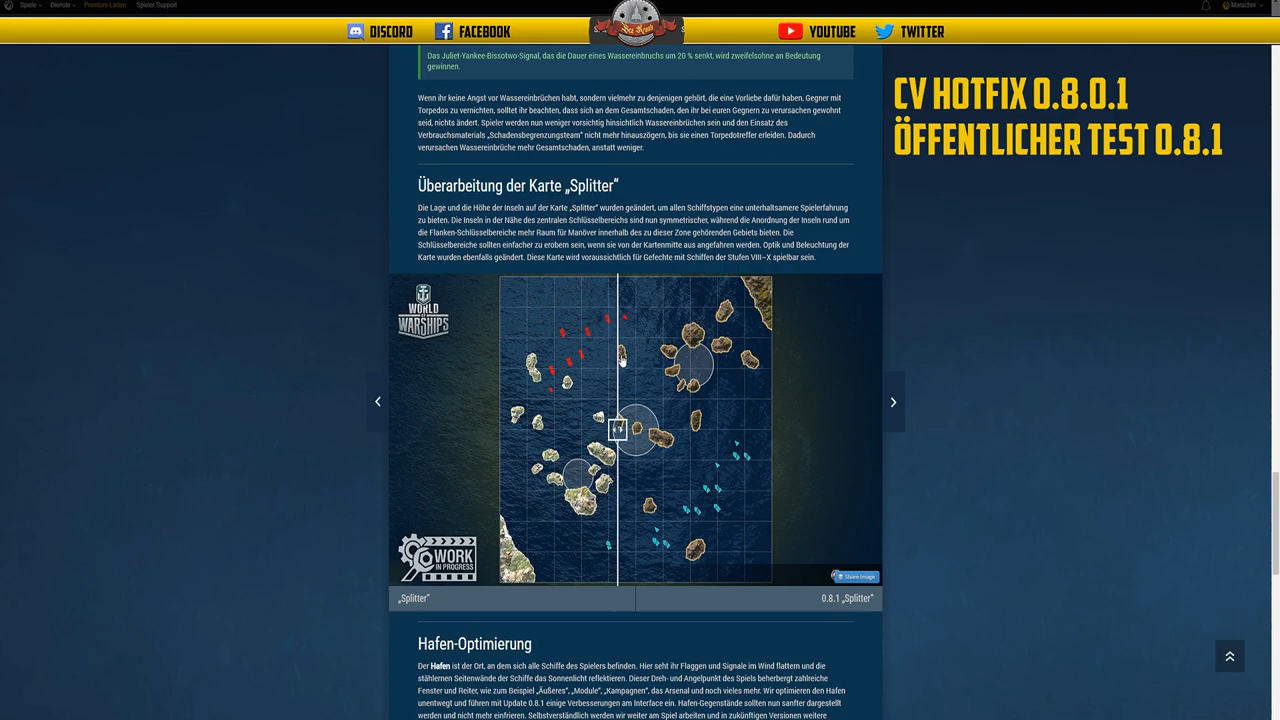 Spiele
Dienste
Premium-Laden
Spieler Support
Maracher
DISCORD
FACEBOOK
YOUTUBE
TWITTER
CV HOTFIX 0.8.0.1
ÖFFENTLICHER TEST 0.8.1
Das Juliet-Yankee-Bissotwo-Signal, das die Dauer eines Wassereinbruchs um 20 % senkt, wird zweifelsohne an Bedeutung
gewinnen.
Wenn ihr keine Angst vor Wassereinbrüchen habt, sondern vielmehr zu denjenigen gehört, die eine Vorliebe dafür haben, Gegner mit
Torpedos zu vernichten, solltet ihr beachten, dass sich an dem Gesamtschaden, den ihr bei euren Gegnern zu verursachen gewohnt
seid, nichts ändert. Spieler werden nun weniger vorsichtig hinsichtlich Wassereinbrüchen sein und den Einsatz des
Verbrauchsmaterials „Schadensbegrenzungsteam“ nicht mehr hinauszögern, bis sie einen Torpedotreffer erleiden. Dadurch
verursachen Wassereinbrüche mehr Gesamtschaden, anstatt weniger.
Überarbeitung der Karte „Splitter“
Die Lage und die Höhe der Inseln auf der Karte „Splitter“ wurden geändert, um allen Schiffstypen eine unterhaltsamere Spielerfahrung
zu bieten. Die Inseln in der Nähe des zentralen Schlüsselbereichs sind nun symmetrischer, während die Anordnung der Inseln rund um
die Flanken-Schlüsselbereiche mehr Raum für Manöver innerhalb des zu dieser Zone gehörenden Gebiets bieten. Die
Schlüsselbereiche sollten einfacher zu erobern sein, wenn sie von der Kartenmitte aus angefahren werden. Optik und Beleuchtung der
Karte wurden ebenfalls geändert. Diese Karte wird voraussichtlich für Gefechte mit Schiffen der Stufen VIII–X spielbar sein.
WORLD
OF
WARSHIPS
WORK
IN PROGRESS
Share Image
„Splitter“
0.8.1 „Splitter“
Hafen-Optimierung
Der Hafen ist der Ort, an dem sich alle Schiffe des Spielers befinden. Hier seht ihr Flaggen und Signale im Wind flattern und die
stählernen Seitenwände der Schiffe das Sonnenlicht reflektieren. Dieser Dreh- und Angelpunkt des Spiels beherbergt zahlreiche
Fenster und Reiter, wie zum Beispiel „Äußeres“, „Module“, „Kampagnen“, das Arsenal und noch vieles mehr. Wir optimieren den Hafen
unentwegt und führen mit Update 0.8.1 einige Verbesserungen am Interface ein. Hafen-Gegenstände sollten nun sanfter dargestellt
werden und nicht mehr einfrieren. Selbstverständlich werden wir weiter am Spiel arbeiten und in zukünftigen Versionen weitere